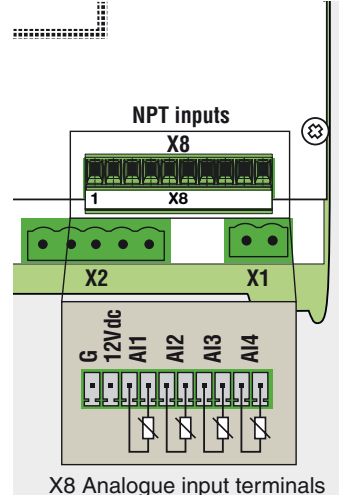 NPT inputs
X8
1 X8
X2 X1
G 12Vdc AI1 AI2 AI3 AI4
X8 Analogue input terminals